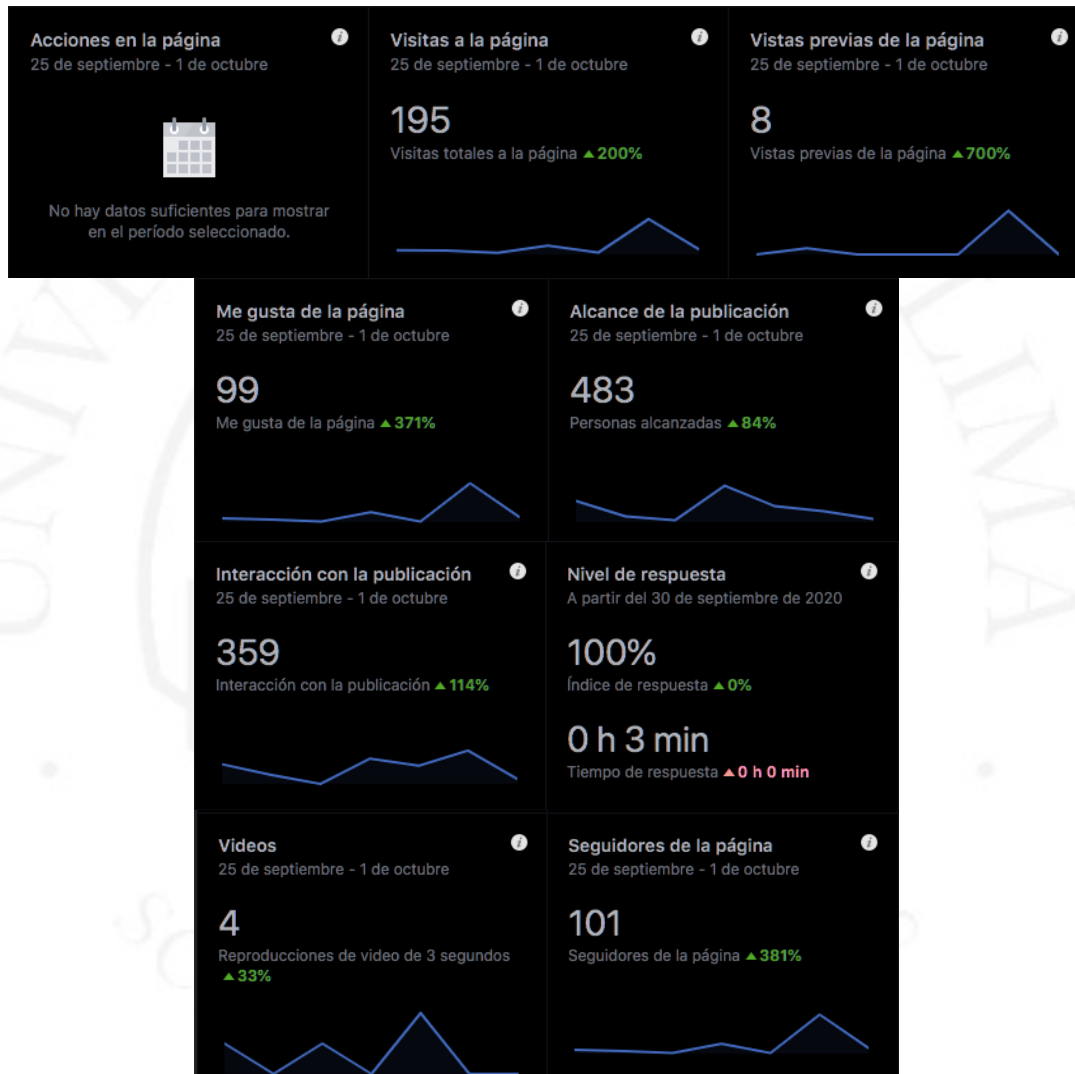 Acciones en la página
25 de septiembre - 1 de octubre
No hay datos suficientes para mostrar
en el período seleccionado.
Visitas a la página
25 de septiembre - 1 de octubre
195
Visitas totales a la página ▲200%
Vistas previas de la página
25 de septiembre - 1 de octubre
8
Vistas previas de la página ▲700%
Me gusta de la página
25 de septiembre - 1 de octubre
99
Me gusta de la página ▲371%
Alcance de la publicación
25 de septiembre - 1 de octubre
483
Personas alcanzadas ▲84%
Interacción con la publicación
25 de septiembre - 1 de octubre
359
Interacción con la publicación ▲114%
Nivel de respuesta
A partir del 30 de septiembre de 2020
100%
Índice de respuesta ▲0%
0 h 3 min
Tiempo de respuesta ▲0 h 0 min
Videos
25 de septiembre - 1 de octubre
4
Reproducciones de video de 3 segundos
▲33%
Seguidores de la página
25 de septiembre - 1 de octubre
101
Seguidores de la página ▲381%